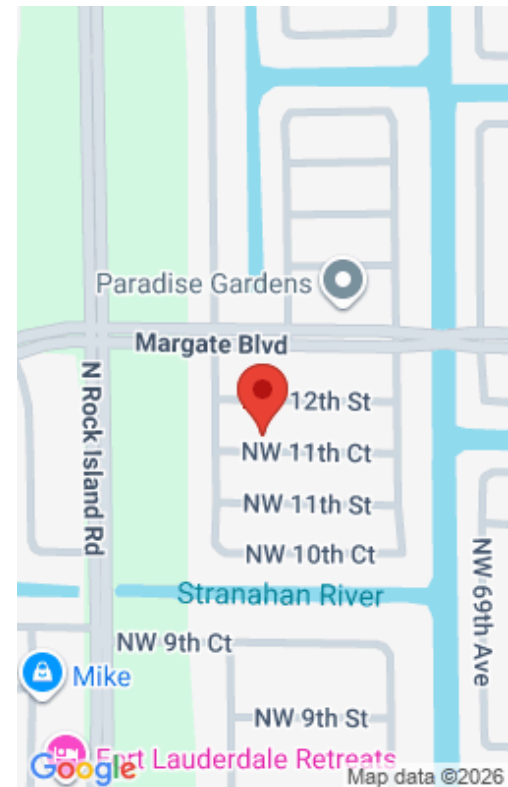 Paradise Gardens
Margate Blvd
N Rock Island Rd
12th St
NW 11th Ct
NW 11th St
NW 10th Ct
Stranahan River
NW 69th Ave
NW 9th Ct
Mike
NW 9th St
Fort Lauderdale Retreats
Google
Map data ©2026